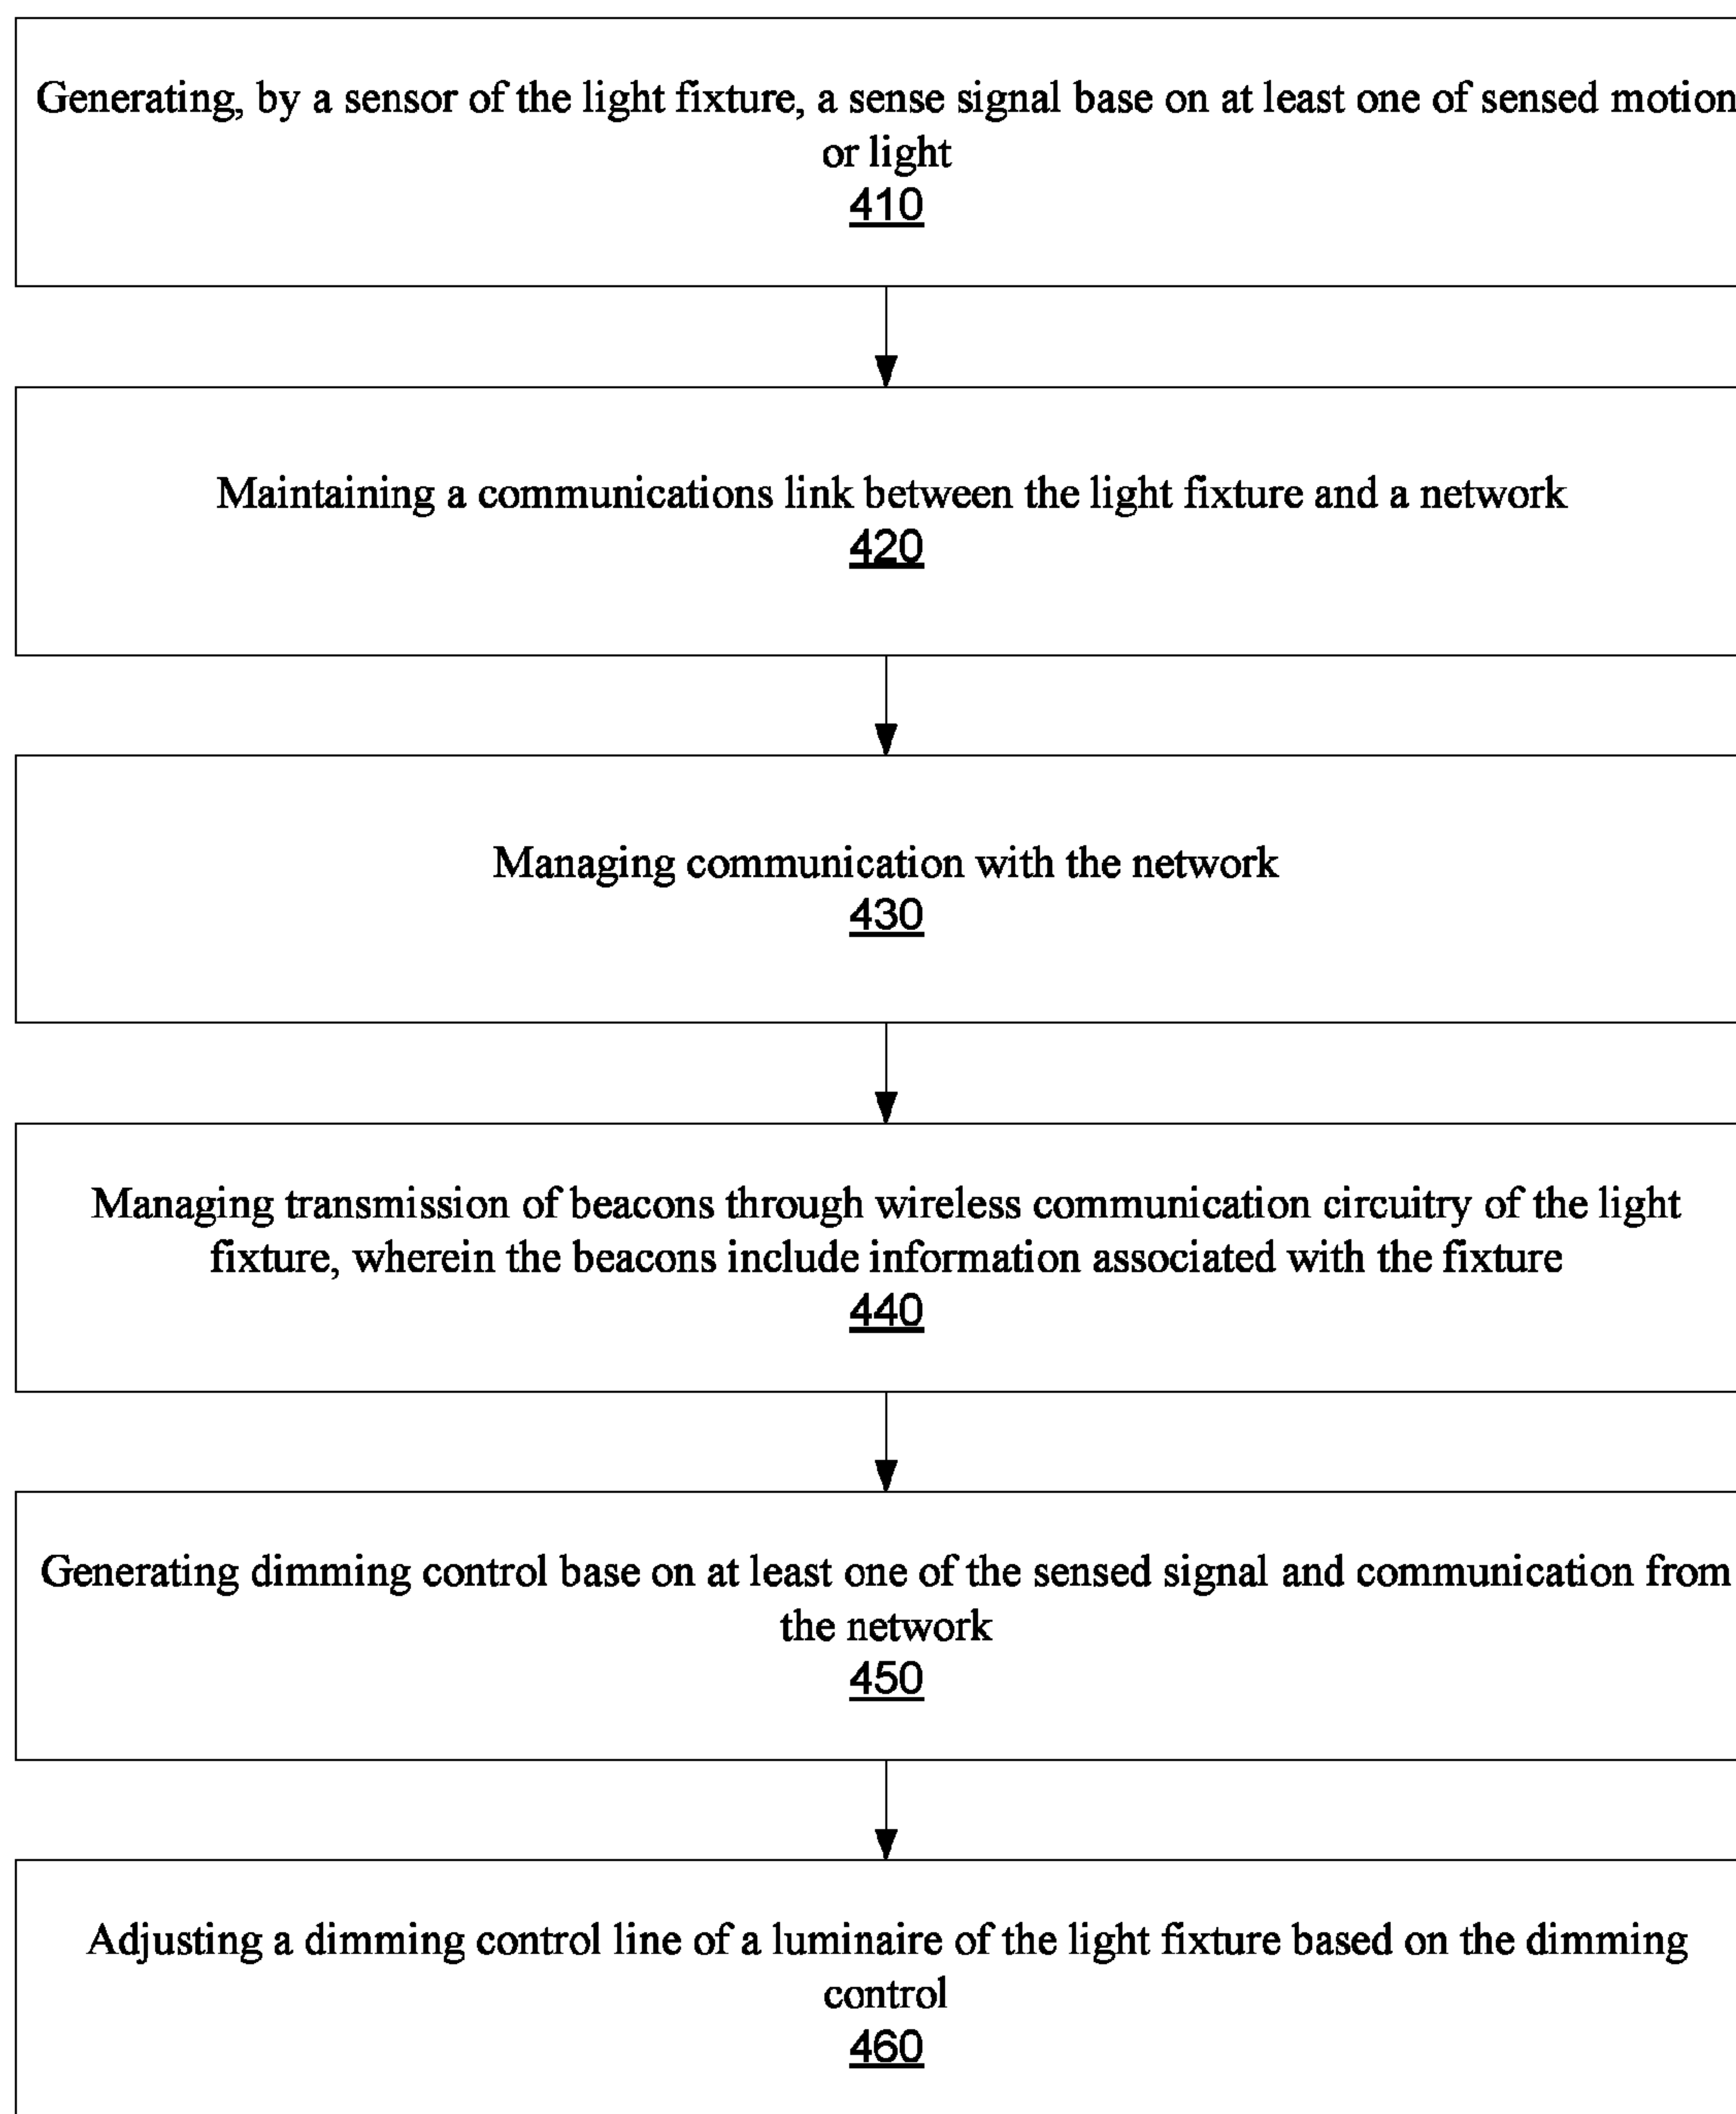 Generating, by a sensor of the light fixture, a sense signal base on at least one of sensed motion
or light
410
Maintaining a communications link between the light fixture and a network
420
Managing communication with the network
430
Managing transmission of beacons through wireless communication circuitry of the light
fixture, wherein the beacons include information associated with the fixture
440
Generating dimming control base on at least one of the sensed signal and communication from
the network
450
Adjusting a dimming control line of a luminaire of the light fixture based on the dimming
control
460